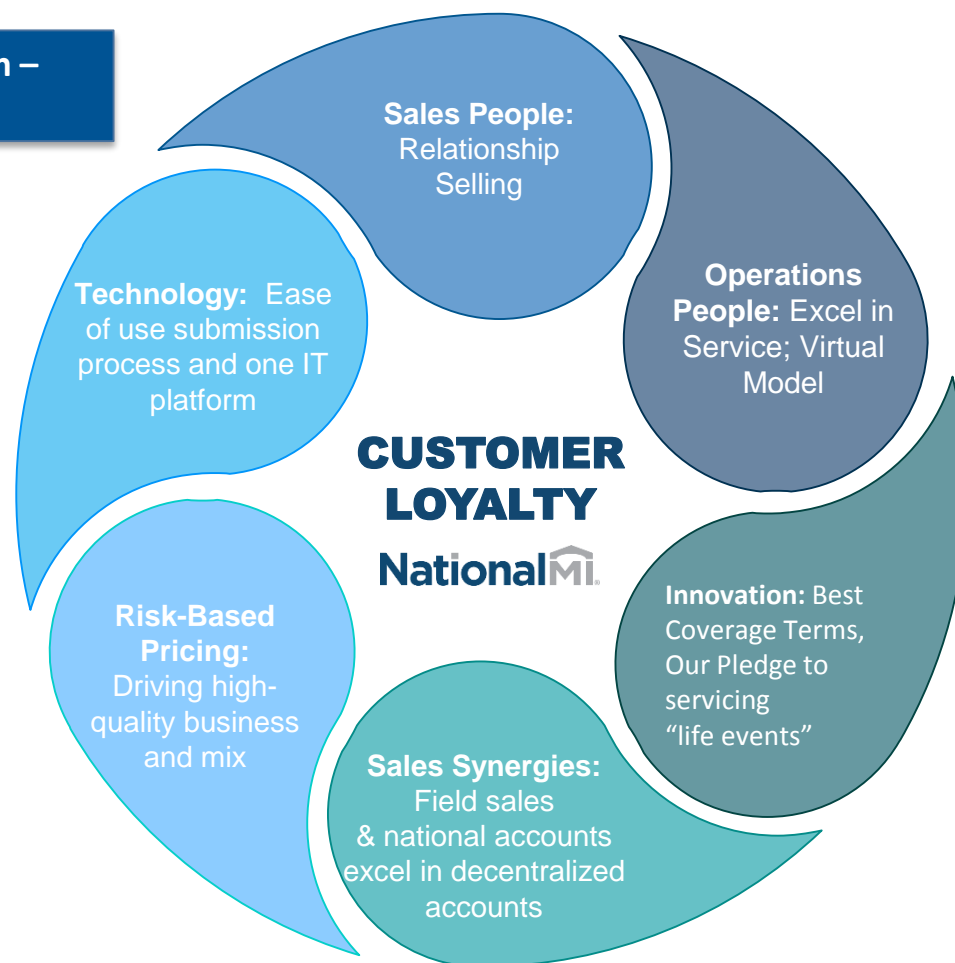 Sales People:
Relationship
Selling
Operations
People: Excel in
Service; Virtual
Model
Innovation: Best
Coverage Terms,
Our Pledge to
servicing
“life events”
Sales Synergies:
Field sales
& national accounts
excel in decentralized
accounts
Risk-Based
Pricing:
Driving high-
quality business
and mix
Technology: Ease
of use submission
process and one IT
platform
CUSTOMER
LOYALTY
NationalMI